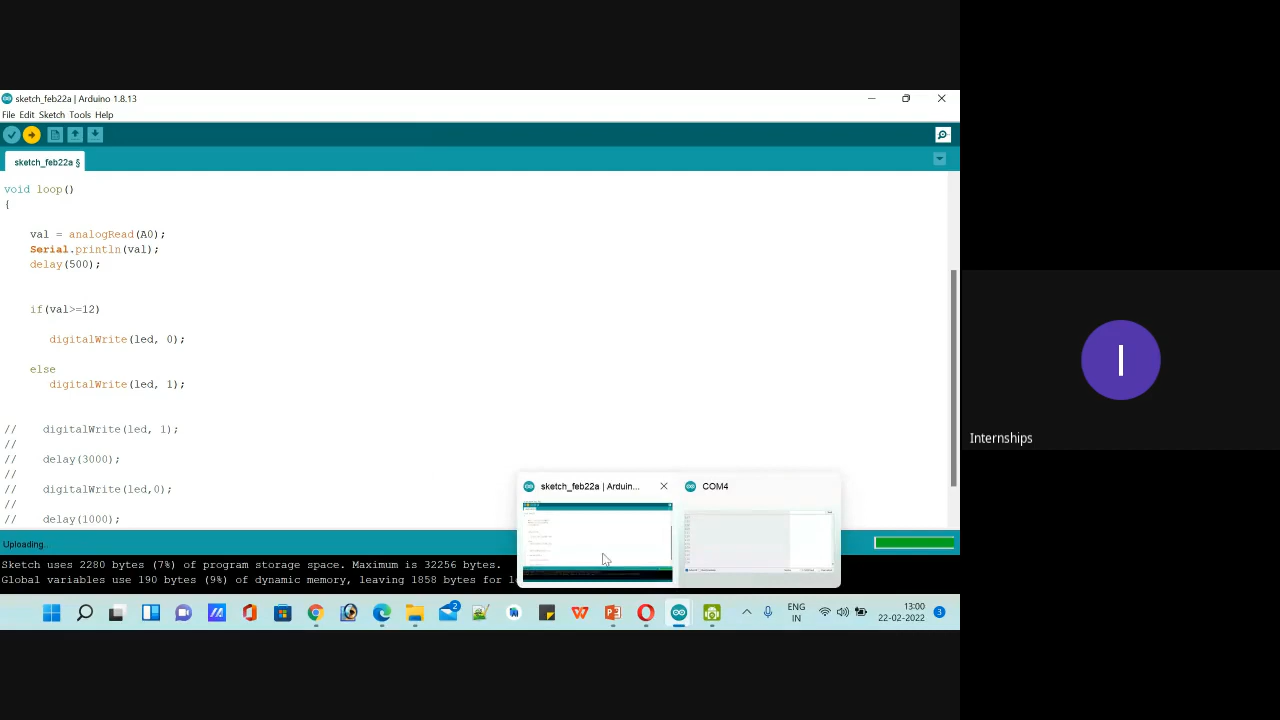 sketch_feb22a | Arduino 1.8.13
File Edit Sketch Tools Help
sketch_feb22a §
void loop()
{
val = analogRead(A0);
Serial.println(val);
delay(500);
if(val>=12)
digitalWrite(led, 0);
else
digitalWrite(led, 1);
// digitalWrite(led, 1);
//
// delay(3000);
//
// digitalWrite(led,0);
//
// delay(1000);
sketch_feb22a | Arduin...
COM4
Uploading...
Sketch uses 2280 bytes (7%) of program storage space. Maximum is 32256 bytes.
Global variables use 190 bytes (9%) of dynamic memory, leaving 1858 bytes for
2
ENG
IN
13:00
22-02-2022
3
I
Internships